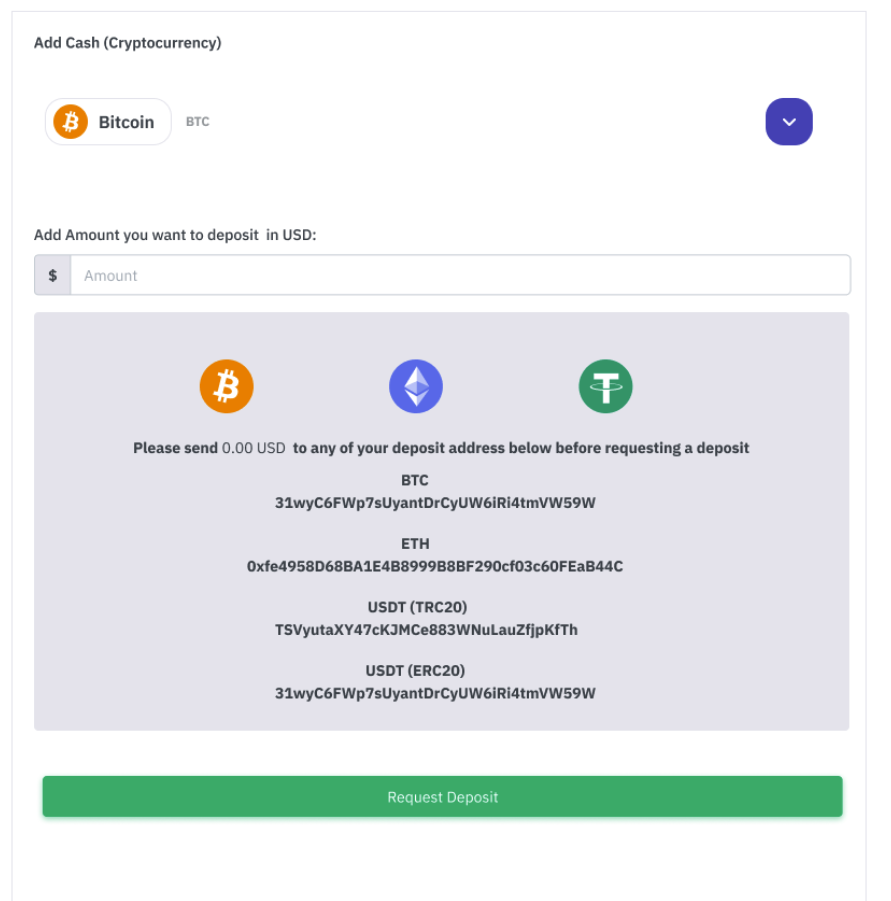 Add Cash (Cryptocurrency)
Bitcoin BTC
Add Amount you want to deposit in USD:
$ Amount
Please send 0.00 USD to any of your deposit address below before requesting a deposit
BTC
31wyC6FWp7sUyantDrCyUW6iRi4tmVW59W
ETH
0xfe4958D68BA1E4B8999B8BF290cf03c60FEaB44C
USDT (TRC20)
TSVyutaXY47cKJMCe883WNuLauZfjpKfTh
USDT (ERC20)
31wyC6FWp7sUyantDrCyUW6iRi4tmVW59W
Request Deposit